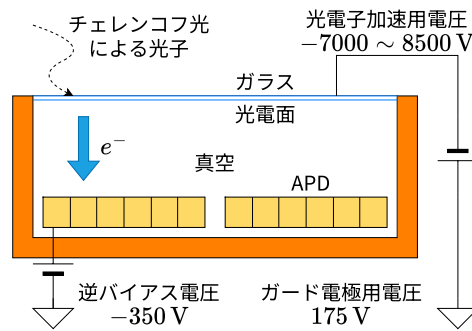 チェレンコフ光
による光子
光電子加速用電圧
−7000 ~ 8500 V
ガラス
光電面
e⁻
真空
APD
逆バイアス電圧
−350 V
ガード電極用電圧
175 V